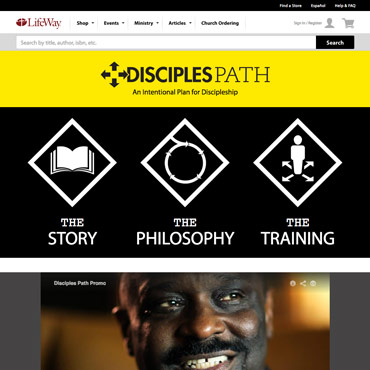 Find a Store Español Help & FAQ
LifeWay Shop Events Ministry Articles Church Ordering Sign In / Register
Search by title, author, isbn, etc. Search
DISCIPLES PATH
An Intentional Plan for Discipleship
THE STORY
THE PHILOSOPHY
THE TRAINING
Disciples Path Promo